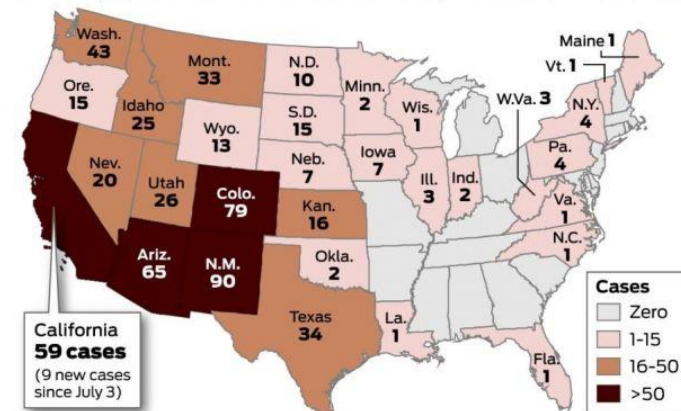 Wash.
43
Mont.
33
N.D.
10
Minn.
2
Maine 1
Vt. 1
Ore.
15
Idaho
25
Wyo.
13
S.D.
15
Wis.
1
W.Va. 3
N.Y.
4
Nev.
20
Utah
26
Colo.
79
Neb.
7
Iowa
7
Ill.
3
Ind.
2
Pa.
4
Va.
1
Kan.
16
N.C.
1
Ariz.
65
N.M.
90
Okla.
2
Texas
34
La.
1
Fla.
1
California
59 cases
(9 new cases
since July 3)
Cases
Zero
1-15
16-50
>50